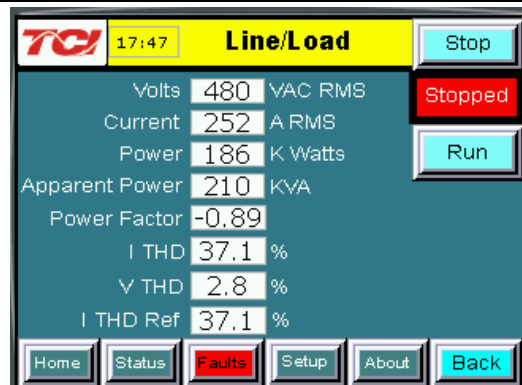 TCI 17:47 Line/Load Stop
Volts 480 VAC RMS Stopped
Current 252 A RMS
Power 186 K Watts Run
Apparent Power 210 KVA
Power Factor -0.89
I THD 37.1 %
V THD 2.8 %
I THD Ref 37.1 %
Home Status Faults Setup About Back